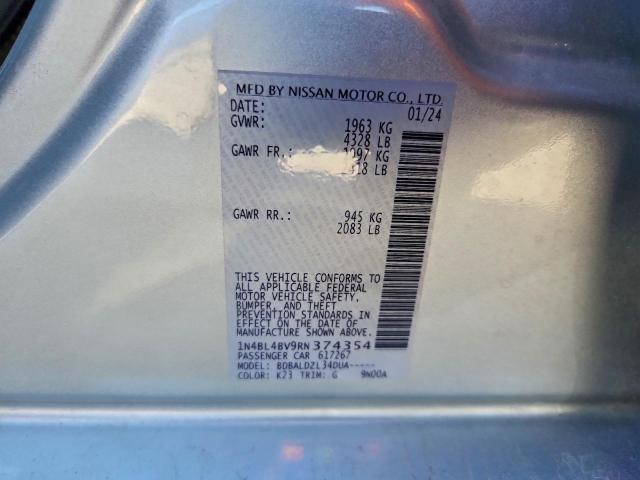 MFD BY NISSAN MOTOR CO., LTD.
DATE: 01/24
GVWR: 1963 KG
4328 LB
GAWR FR.: 1097 KG
LB
GAWR RR.: 945 KG
2083 LB
THIS VEHICLE CONFORMS TO
ALL APPLICABLE FEDERAL
MOTOR VEHICLE SAFETY,
BUMPER, AND THEFT
PREVENTION STANDARDS IN
EFFECT ON THE DATE OF
MANUFACTURE SHOWN ABOVE.
1N4BL4BV9RN374354
PASSENGER CAR 617267
MODEL: BDBALDZL34DUA-----
COLOR: K23 TRIM: G 9N00A